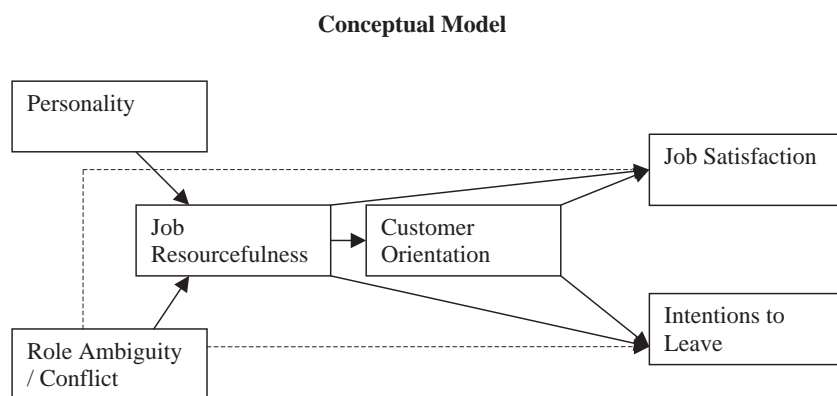 Conceptual Model
Personality
Job Satisfaction
Job
Resourcefulness
Customer
Orientation
Intentions to
Leave
Role Ambiguity
/ Conflict